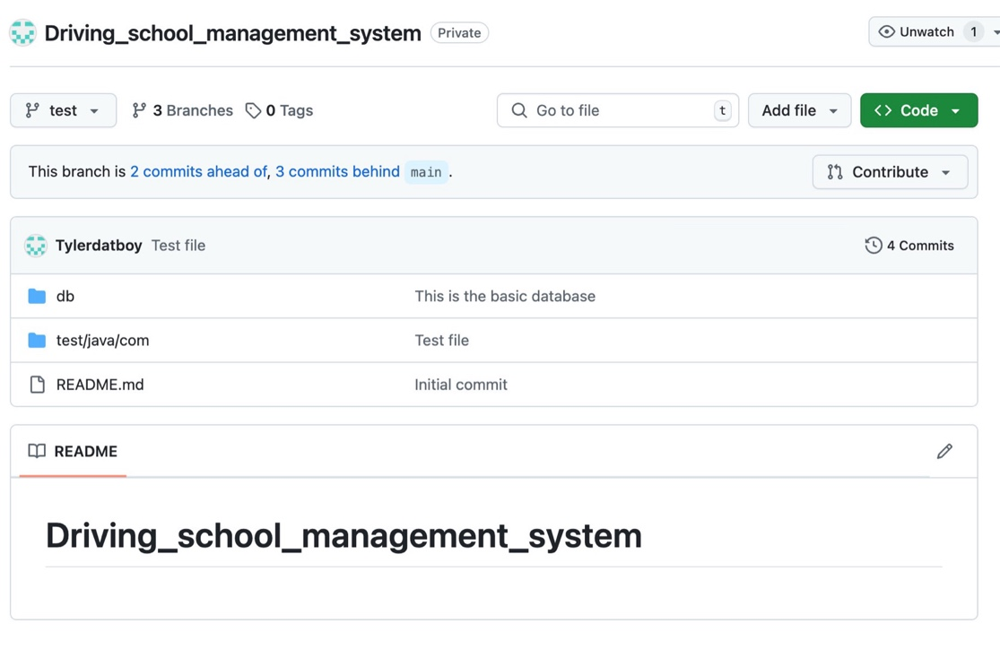 Driving_school_management_system Private Unwatch 1
test 3 Branches 0 Tags Go to file t Add file Code
This branch is 2 commits ahead of, 3 commits behind main . Contribute
Tylerdatboy Test file 4 Commits
db This is the basic database
test/java/com Test file
README.md Initial commit
README
Driving_school_management_system